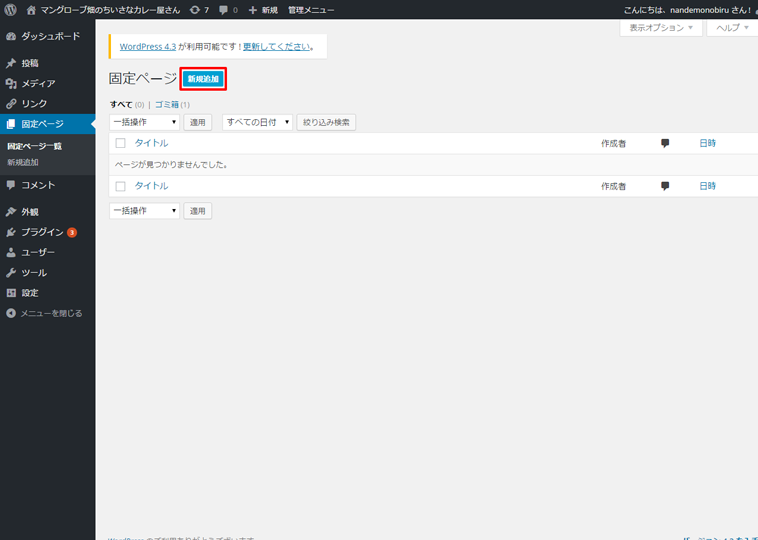 マングローブ畑のちいさなカレー屋さん 7 0 新規 管理メニュー こんにちは、nandemonobiru さん!
表示オプション ヘルプ
ダッシュボード
投稿
メディア
リンク
固定ページ
固定ページ一覧
新規追加
コメント
外観
プラグイン 3
ユーザー
ツール
設定
メニューを閉じる
WordPress 4.3 が利用可能です ! 更新してください。
固定ページ 新規追加
すべて (0) | ゴミ箱 (1)
一括操作 適用 すべての日付 絞り込み検索
タイトル 作成者 日時
ページが見つかりませんでした。
タイトル 作成者 日時
一括操作 適用